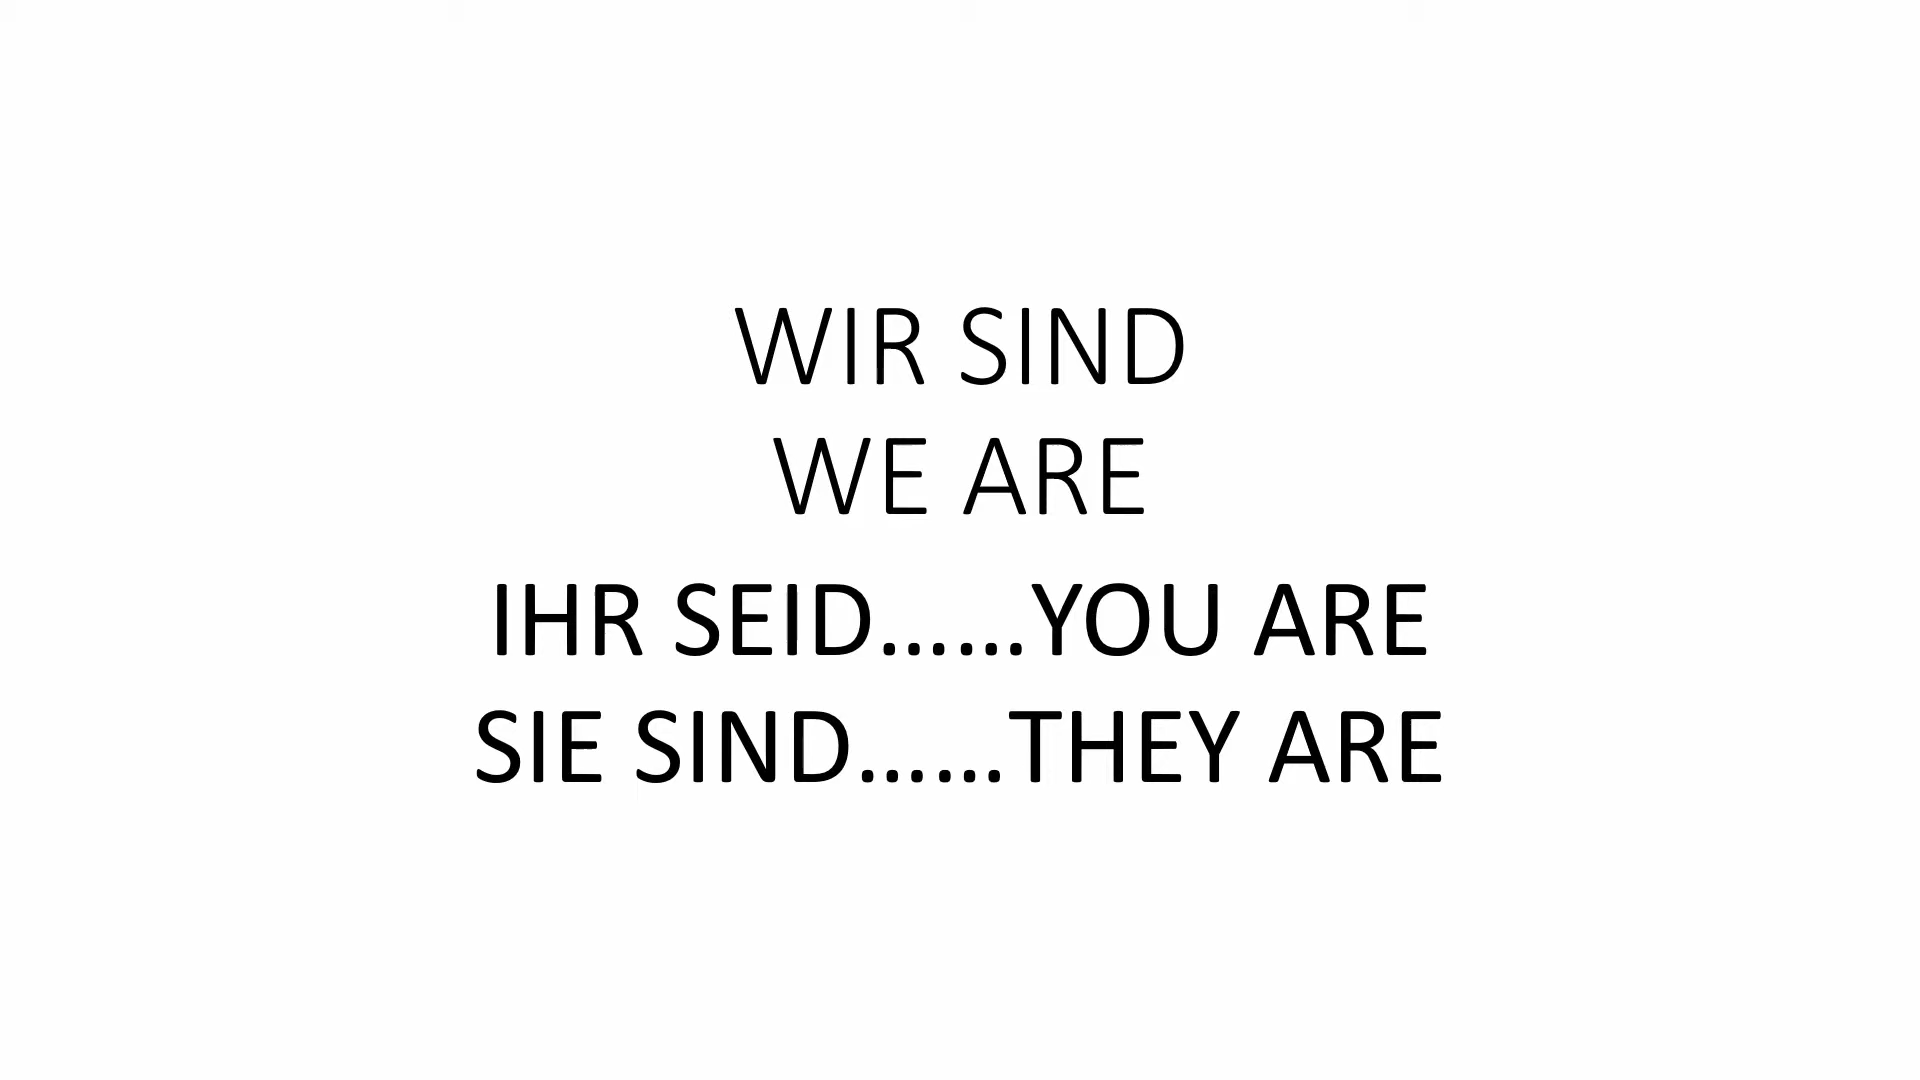 WIR SIND
WE ARE
IHR SEID……YOU ARE
SIE SIND……THEY ARE